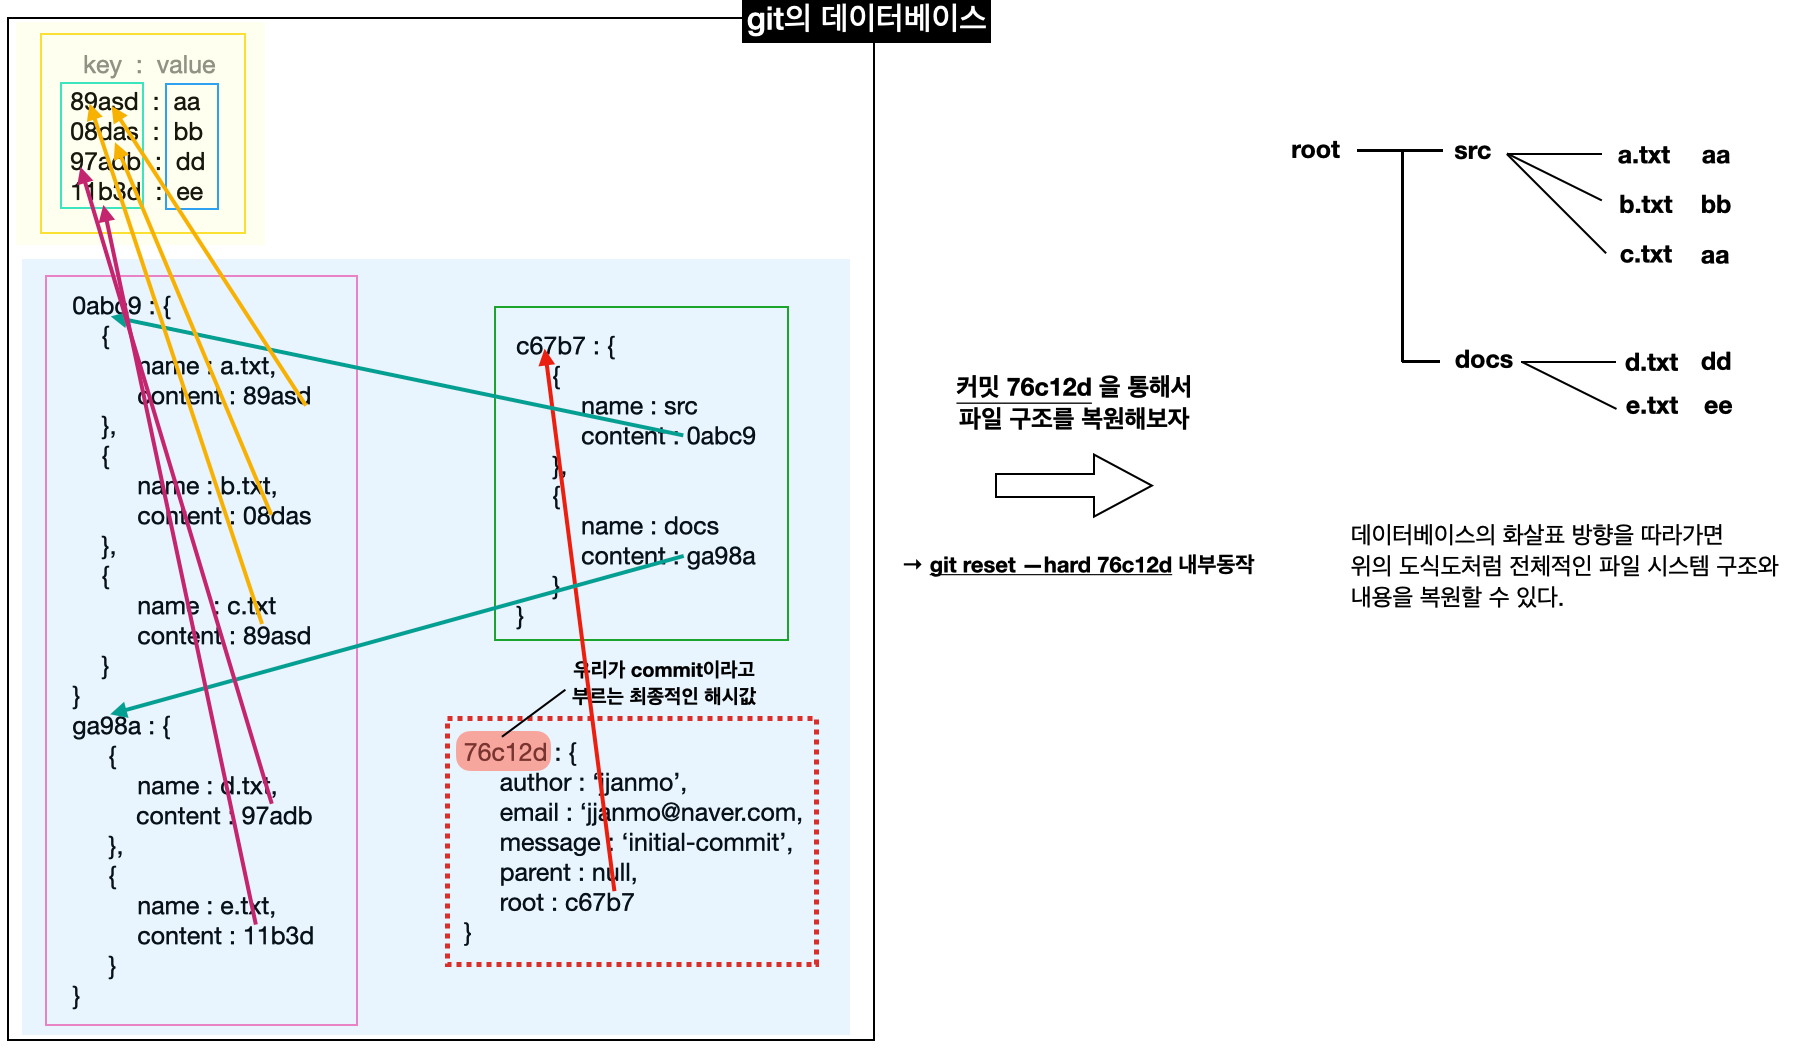 git의 데이터베이스
key : value
89asd : aa
08das : bb
97adb : dd
11b3d : ee
0abc9 : {
{
name : a.txt,
content : 89asd
},
{
name : b.txt,
content : 08das
},
{
name : c.txt
content : 89asd
}
}
ga98a : {
{
name : d.txt,
content : 97adb
},
{
name : e.txt,
content : 11b3d
}
}
c67b7 : {
{
name : src
content : 0abc9
},
{
name : docs
content : ga98a
}
}
우리가 commit이라고
부르는 최종적인 해시값
76c12d : {
author : ‘jjanmo’,
email : ‘jjanmo@naver.com,
message : ‘initial-commit’,
parent : null,
root : c67b7
}
커밋 76c12d 을 통해서
파일 구조를 복원해보자
→ git reset —hard 76c12d 내부동작
root
src
a.txt aa
b.txt bb
c.txt aa
docs
d.txt dd
e.txt ee
데이터베이스의 화살표 방향을 따라가면
위의 도식도처럼 전체적인 파일 시스템 구조와
내용을 복원할 수 있다.